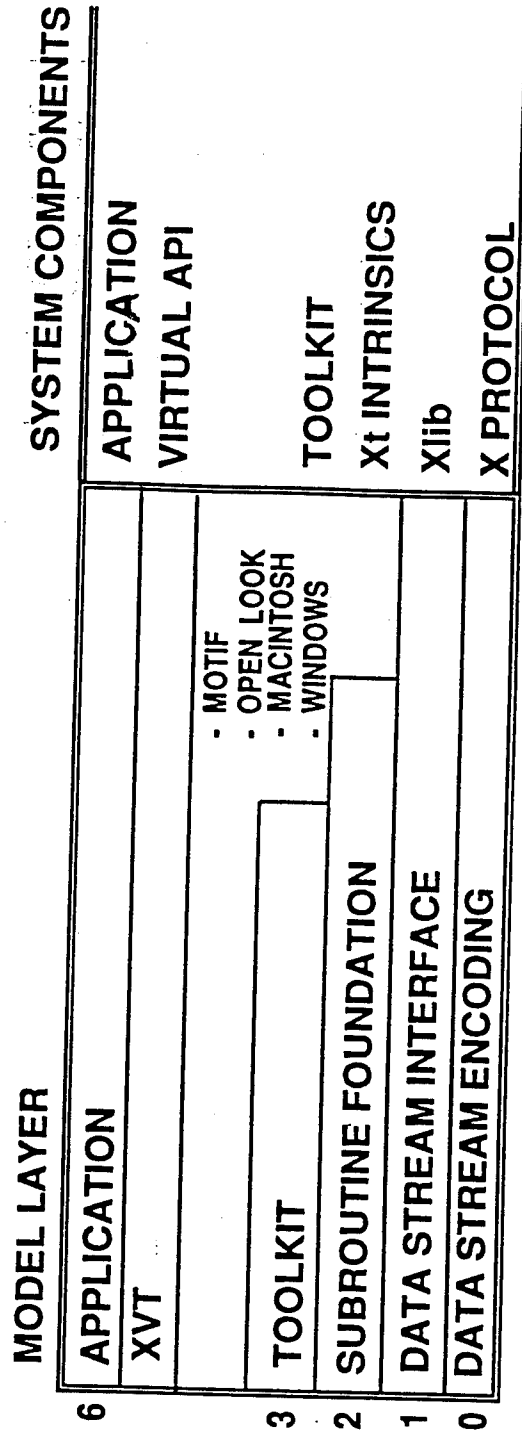 MODEL LAYER
SYSTEM COMPONENTS
6 APPLICATION
APPLICATION
XVT
VIRTUAL API
- MOTIF
- OPEN LOOK
- MACINTOSH
- WINDOWS
3 TOOLKIT
TOOLKIT
2 SUBROUTINE FOUNDATION
Xt INTRINSICS
1 DATA STREAM INTERFACE
Xlib
0 DATA STREAM ENCODING
X PROTOCOL